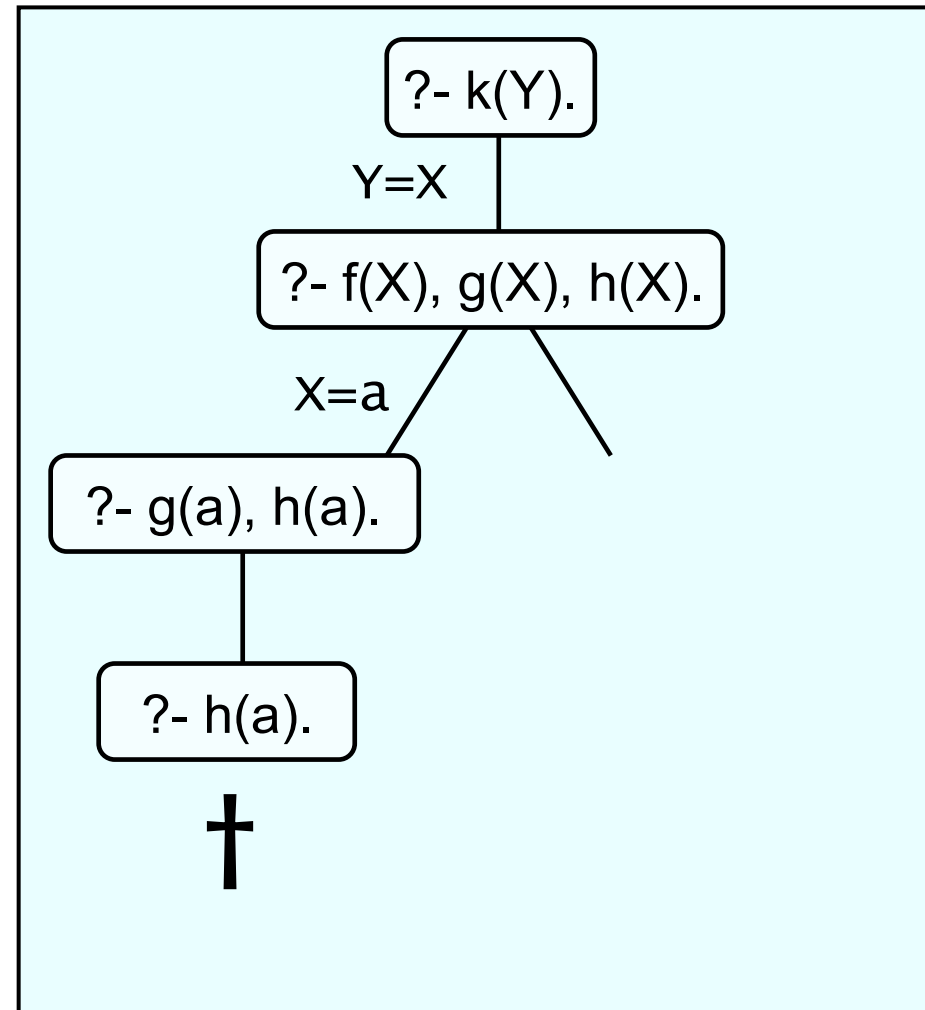 ?- k(Y).
Y=X
?- f(X), g(X), h(X).
X=a
?- g(a), h(a).
?- h(a).
†